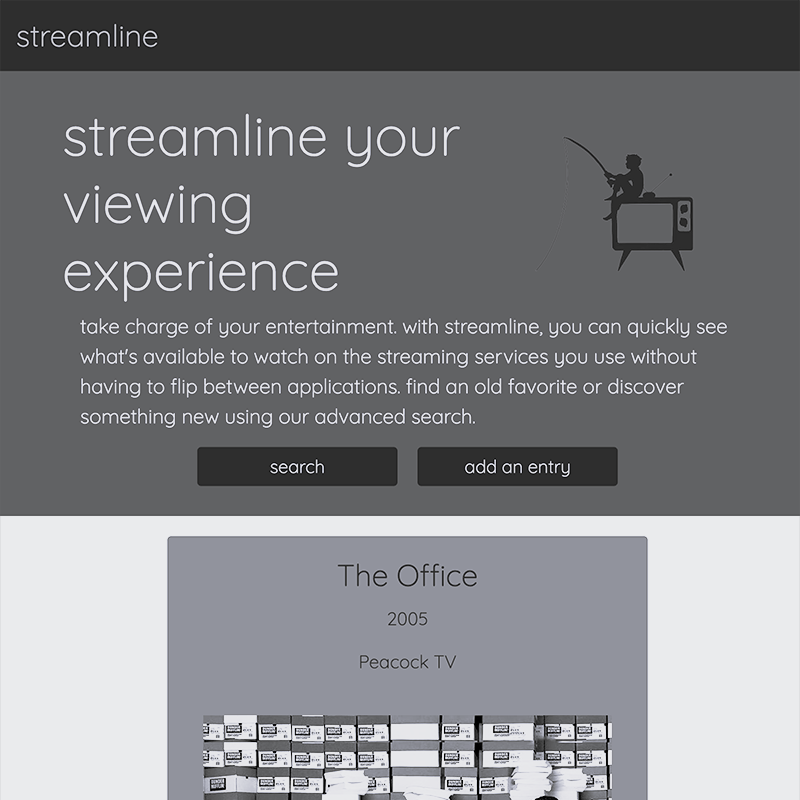 streamline
streamline your
viewing
experience
take charge of your entertainment. with streamline, you can quickly see
what's available to watch on the streaming services you use without
having to flip between applications. find an old favorite or discover
something new using our advanced search.
search
add an entry
The Office
2005
Peacock TV